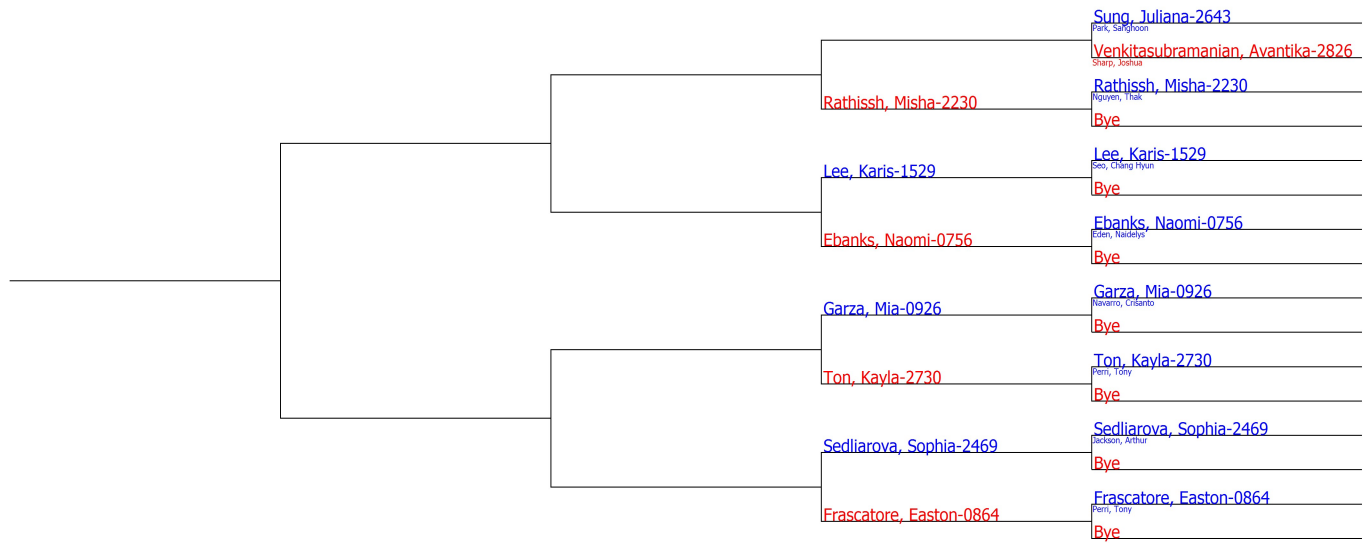 Sung, Juliana-2643
Park, Sanghoon
Venkitasubramanian, Avantika-2826
Sharp, Joshua
Rathissh, Misha-2230
Rathissh, Misha-2230
Nguyen, Thak
Bye
Lee, Karis-1529
Lee, Karis-1529
Seo, Chang Hyun
Bye
Ebanks, Naomi-0756
Ebanks, Naomi-0756
Eden, Naidelys
Bye
Garza, Mia-0926
Garza, Mia-0926
Navarro, Crisanto
Bye
Ton, Kayla-2730
Ton, Kayla-2730
Perri, Tony
Bye
Sedliarova, Sophia-2469
Sedliarova, Sophia-2469
Jackson, Arthur
Bye
Frascatore, Easton-0864
Frascatore, Easton-0864
Perri, Tony
Bye